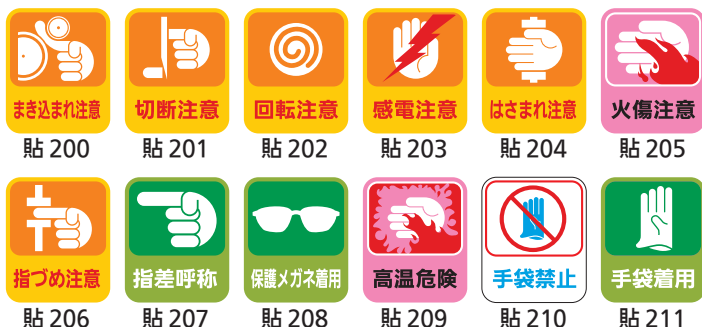 まき込まれ注意
切断注意
回転注意
感電注意
はさまれ注意
火傷注意
貼 200
貼 201
貼 202
貼 203
貼 204
貼 205
指づめ注意
指差呼称
保護メガネ着用
高温危険
手袋禁止
手袋着用
貼 206
貼 207
貼 208
貼 209
貼 210
貼 211